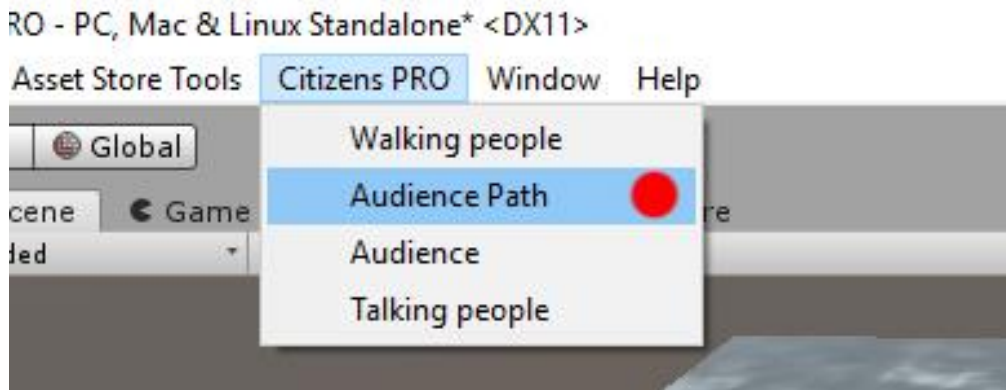 RO - PC, Mac & Linux Standalone* <DX11>
Asset Store Tools Citizens PRO Window Help
Global
Walking people
cene Game
Audience Path
re
ded
Audience
Talking people